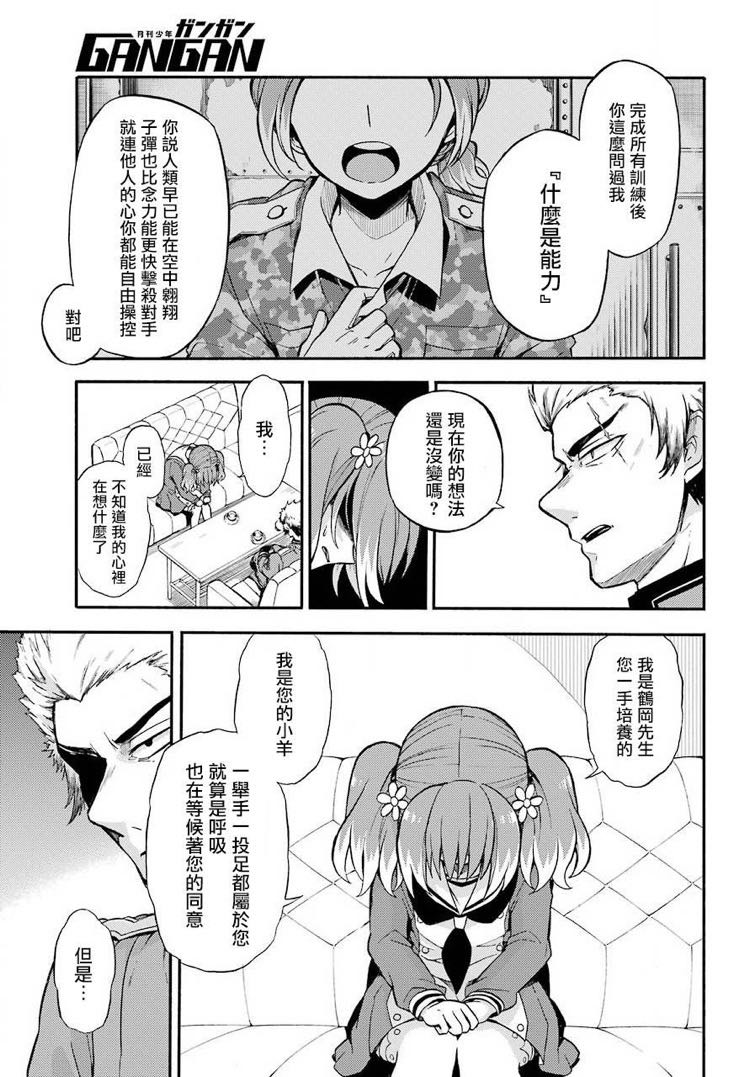 月刊少年
ガンガン
GANGAN
完成所有訓練後
你這麼問過我
『什麼是能力』
你說人類早已能在空中翱翔
子彈也比念力能更快擊殺對手
就連他人的心你都能自由操控
對吧
現在你的想法
還是沒變嗎？
我…
已經
不知道我的心裡
在想什麼了
我是鶴岡先生
您一手培養的
我是您的小羊
一舉手一投足都屬於您
就算是呼吸
也在等候著您的同意
但是…